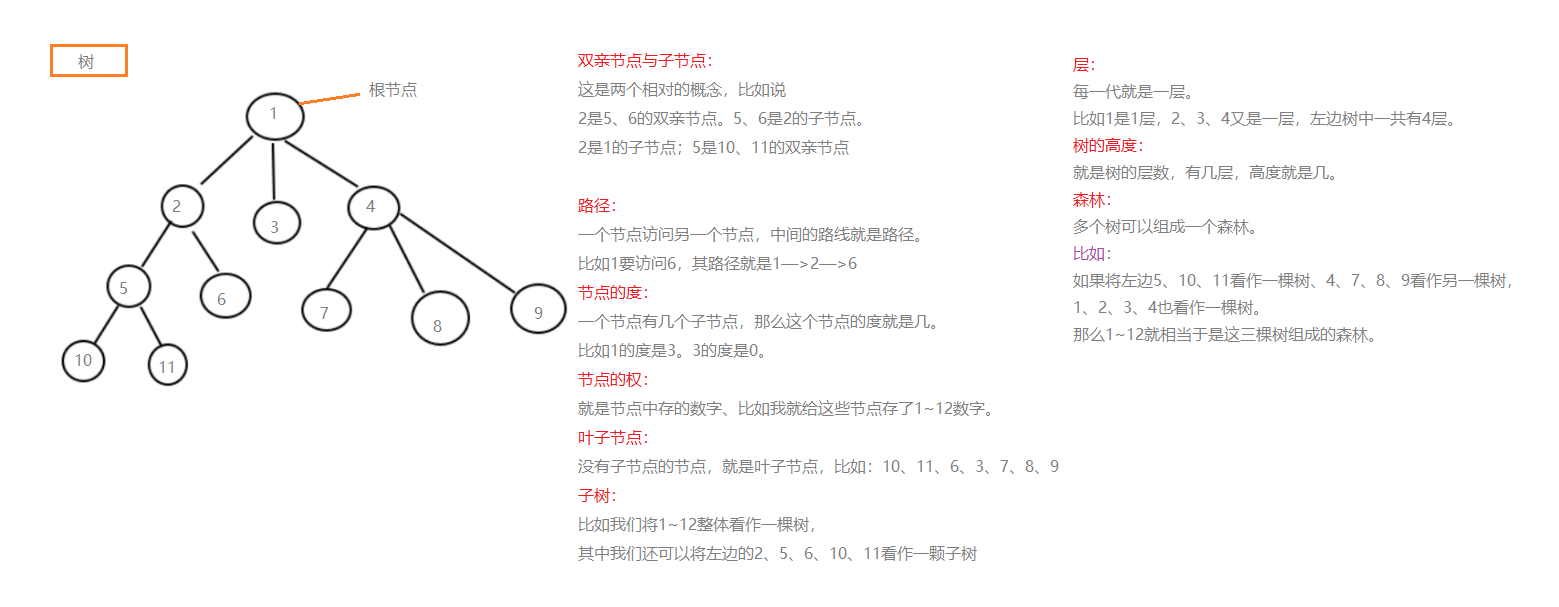 树
根节点
1
2
3
4
5
6
7
8
9
10
11
双亲节点与子节点：
这是两个相对的概念，比如说
2是5、6的双亲节点。5、6是2的子节点。
2是1的子节点；5是10、11的双亲节点
路径：
一个节点访问另一个节点，中间的路线就是路径。
比如1要访问6，其路径就是1—>2—>6
节点的度：
一个节点有几个子节点，那么这个节点的度就是几。
比如1的度是3。3的度是0。
节点的权：
就是节点中存的数字、比如我就给这些节点存了1~12数字。
叶子节点：
没有子节点的节点，就是叶子节点，比如：10、11、6、3、7、8、9
子树：
比如我们将1~12整体看作一棵树，
其中我们还可以将左边的2、5、6、10、11看作一颗子树
层：
每一代就是一层。
比如1是1层，2、3、4又是一层，左边树中一共有4层。
树的高度：
就是树的层数，有几层，高度就是几。
森林：
多个树可以组成一个森林。
比如：
如果将左边5、10、11看作一棵树、4、7、8、9看作另一棵树，
1、2、3、4也看作一棵树。
那么1~12就相当于是这三棵树组成的森林。